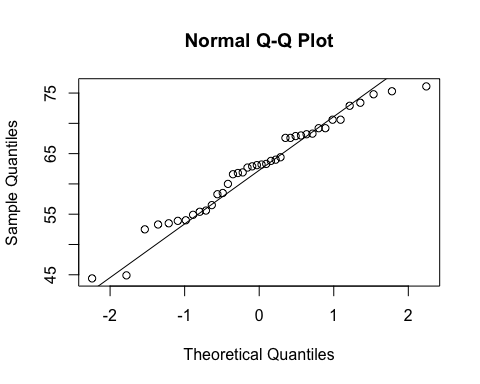 Normal Q-Q Plot
Sample Quantiles
75
65
55
45
-2 -1 0 1 2
Theoretical Quantiles